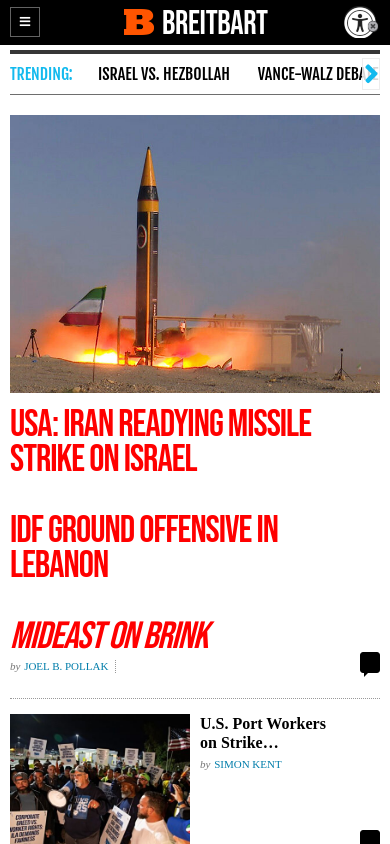 B BREITBART
TRENDING: ISRAEL VS. HEZBOLLAH VANCE-WALZ
USA: IRAN READYING MISSILE
STRIKE ON ISRAEL
IDF GROUND OFFENSIVE IN
LEBANON
MIDEAST ON BRINK
by JOEL B. POLLAK
U.S. Port Workers
on Strike…
by SIMON KENT